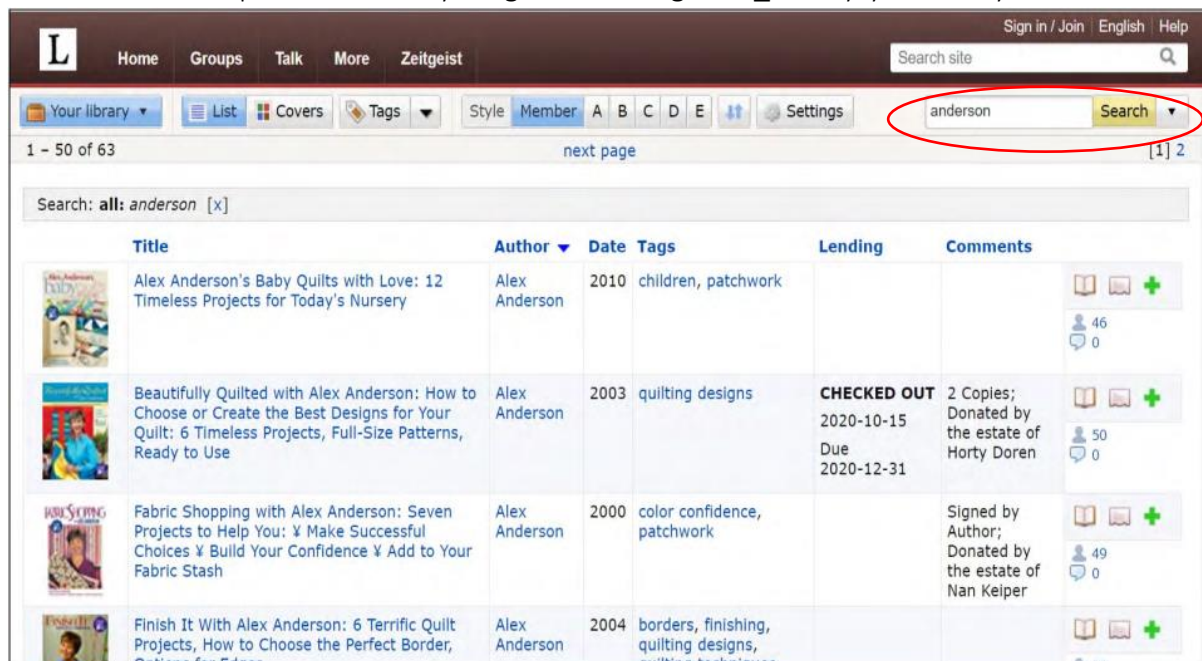 L
Sign in / Join English Help
Home Groups Talk More Zeitgeist
Search site
Your library List Covers Tags Style Member A B C D E Settings anderson Search
1 – 50 of 63 next page [1] 2
Search: all: anderson [x]
Title Author Date Tags Lending Comments
Alex Anderson's Baby Quilts with Love: 12
Timeless Projects for Today's Nursery
Alex
Anderson
2010
children, patchwork
46
0
Beautifully Quilted with Alex Anderson: How to
Choose or Create the Best Designs for Your
Quilt: 6 Timeless Projects, Full-Size Patterns,
Ready to Use
Alex
Anderson
2003
quilting designs
CHECKED OUT
2020-10-15
Due
2020-12-31
2 Copies;
Donated by
the estate of
Horty Doren
50
0
Fabric Shopping with Alex Anderson: Seven
Projects to Help You: ¥ Make Successful
Choices ¥ Build Your Confidence ¥ Add to Your
Fabric Stash
Alex
Anderson
2000
color confidence,
patchwork
Signed by
Author;
Donated by
the estate of
Nan Keiper
49
0
Finish It With Alex Anderson: 6 Terrific Quilt
Projects, How to Choose the Perfect Border,
Options for Edges
Alex
Anderson
2004
borders, finishing,
quilting designs,
quilting techniques